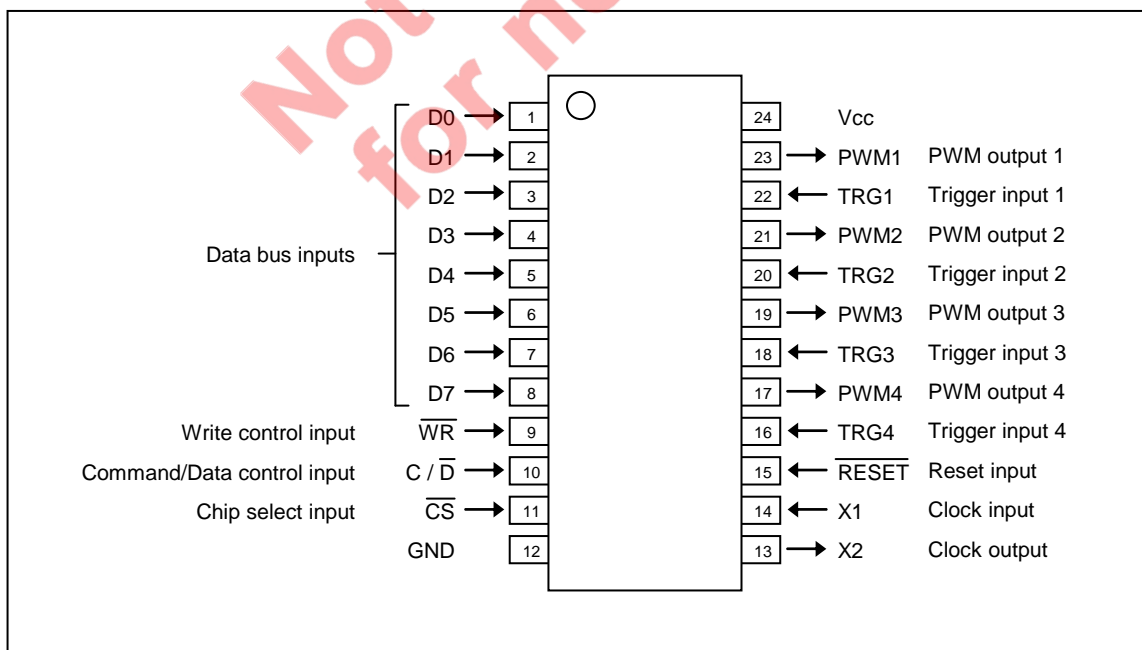 Not
for n
D0 1 24 Vcc
D1 2 23 PWM1 PWM output 1
D2 3 22 TRG1 Trigger input 1
D3 4 21 PWM2 PWM output 2
Data bus inputs
D4 5 20 TRG2 Trigger input 2
D5 6 19 PWM3 PWM output 3
D6 7 18 TRG3 Trigger input 3
D7 8 17 PWM4 PWM output 4
Write control input W̅R̅ 9 16 TRG4 Trigger input 4
Command/Data control input C / D̅ 10 15 R̅E̅S̅E̅T̅ Reset input
Chip select input C̅S̅ 11 14 X1 Clock input
GND 12 13 X2 Clock output